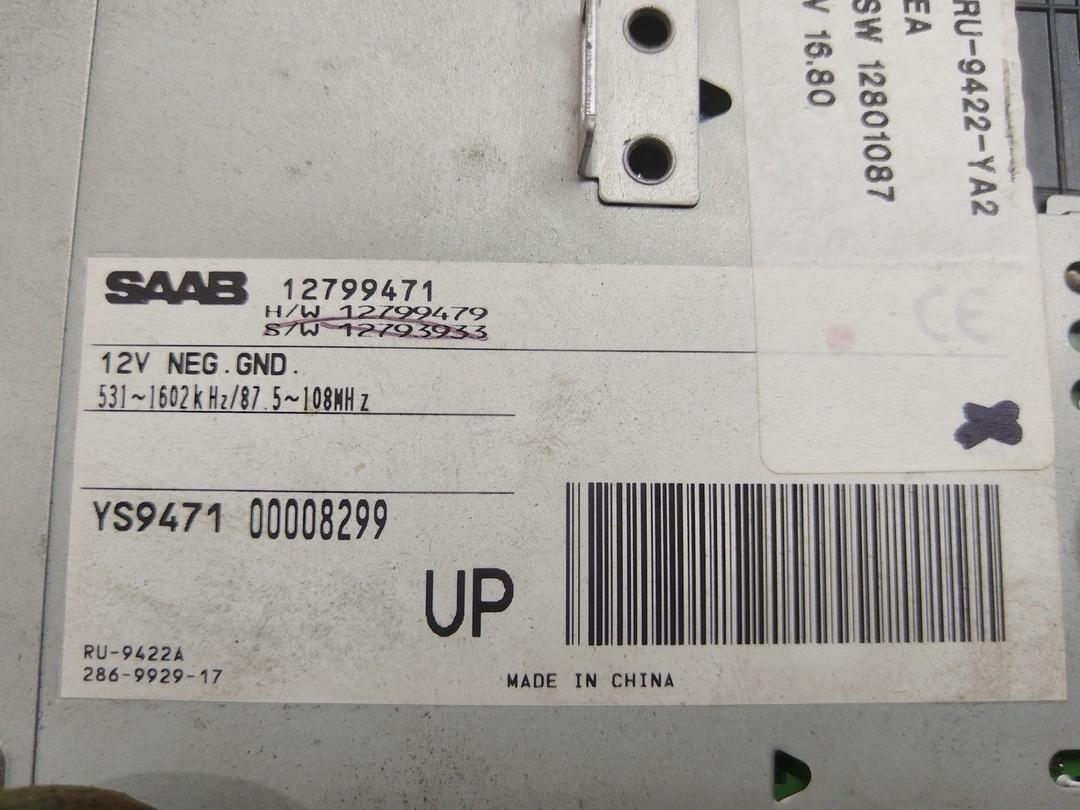 RU-9422-YA2
EA
SW 12801087
V 16.80
SAAB 12799471
H/W 12799479
S/W 12793933
12V NEG.GND.
531~1602kHz/87.5~108MHz
YS9471 00008299
UP
RU-9422A
286-9929-17
MADE IN CHINA
CE